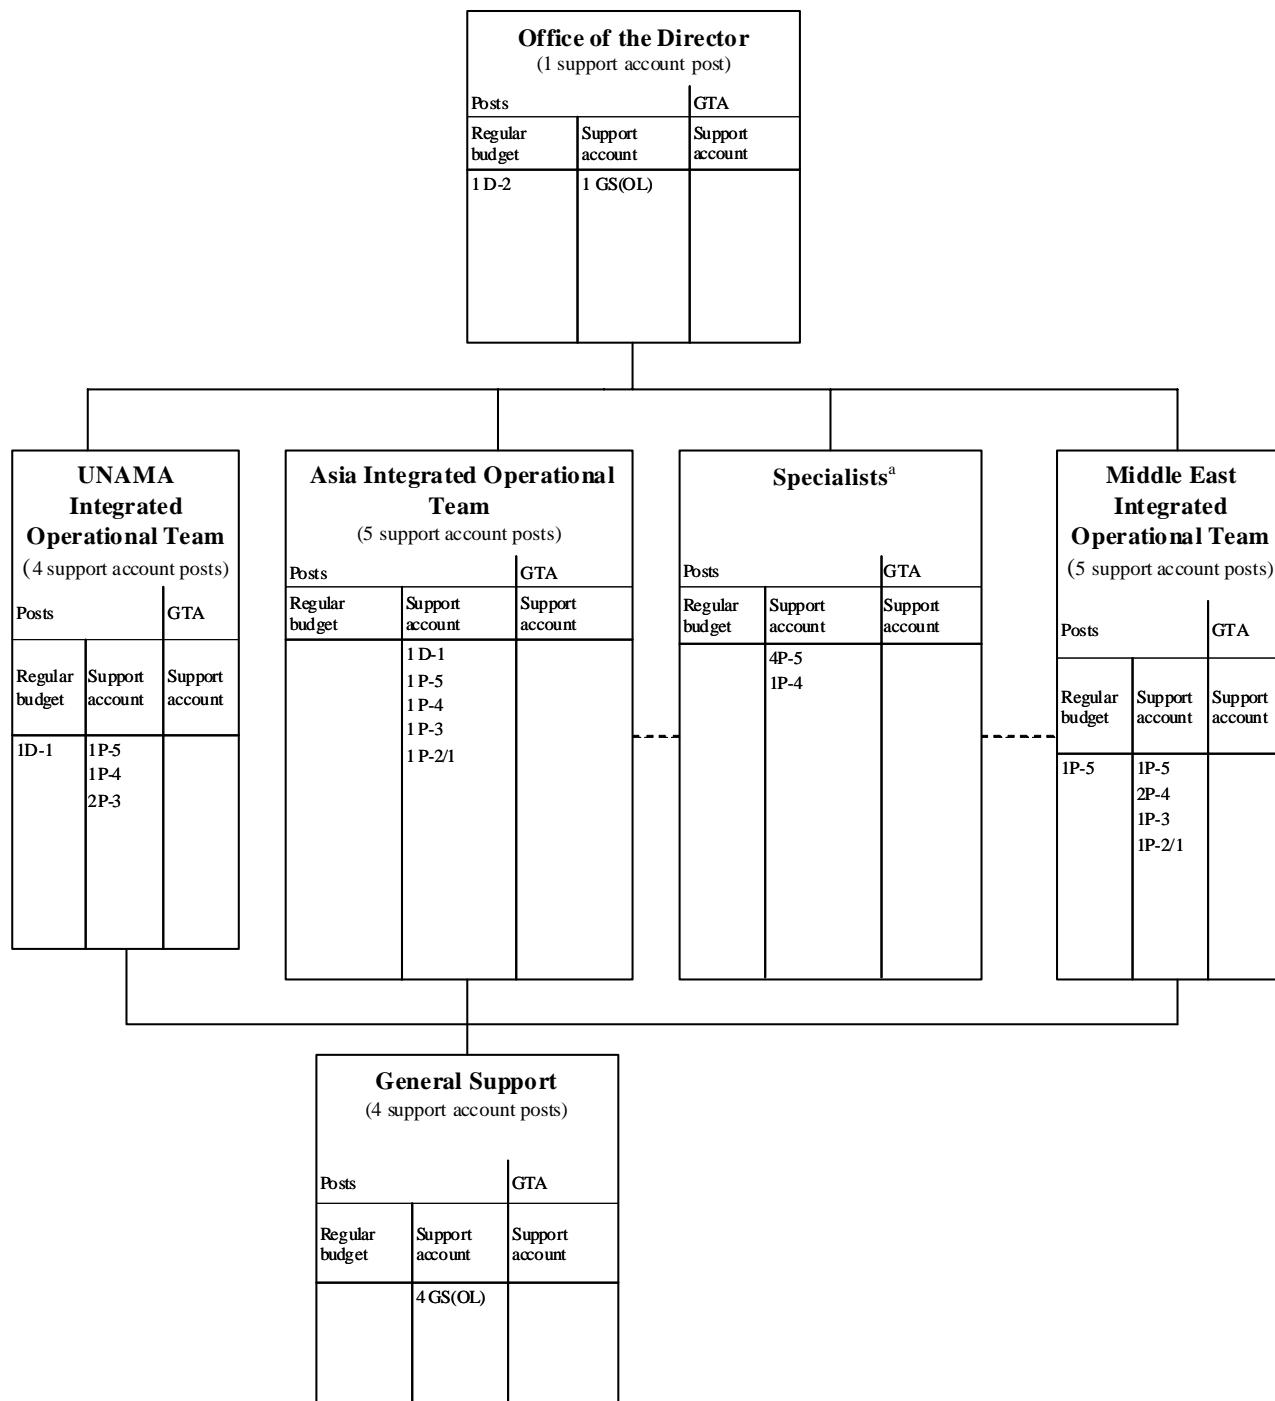 Office of the Director
(1 support account post)
Posts GTA
Regular budget Support account Support account
1 D-2 1 GS(OL)
UNAMA
Integrated
Operational Team
(4 support account posts)
Posts GTA
Regular budget Support account Support account
1D-1 1P-5
1P-4
2P-3
Asia Integrated Operational
Team
(5 support account posts)
Posts GTA
Regular budget Support account Support account
1 D-1
1 P-5
1 P-4
1 P-3
1 P-2/1
Specialists^a
Posts GTA
Regular budget Support account Support account
4P-5
1P-4
Middle East
Integrated
Operational Team
(5 support account posts)
Posts GTA
Regular budget Support account Support account
1P-5 1P-5
2P-4
1P-3
1P-2/1
General Support
(4 support account posts)
Posts GTA
Regular budget Support account Support account
4 GS(OL)